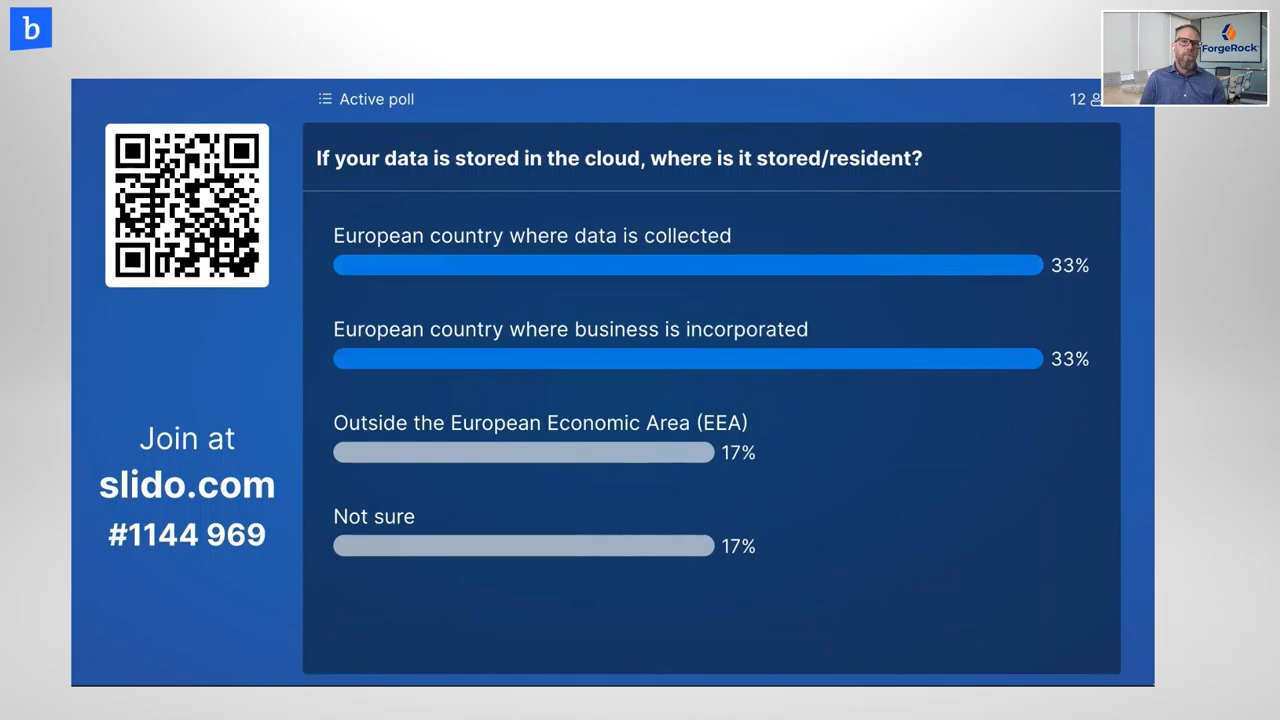 b
ForgeRock
Active poll
12
If your data is stored in the cloud, where is it stored/resident?
European country where data is collected
33%
European country where business is incorporated
33%
Outside the European Economic Area (EEA)
17%
Not sure
17%
Join at
slido.com
#1144 969